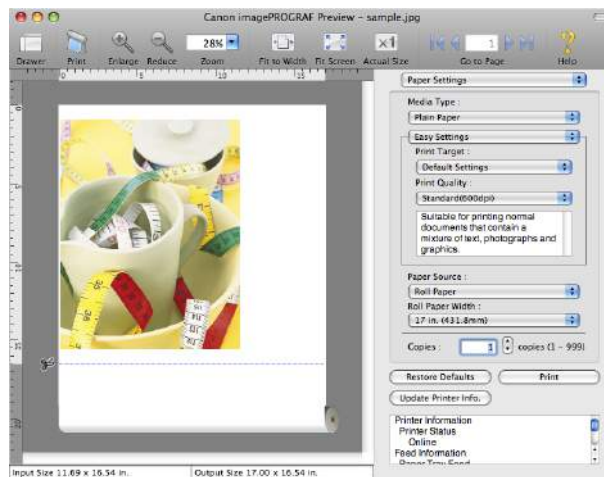 Canon imagePROGRAF Preview – sample.jpg
28%
1
Drawer Print Enlarge Reduce Zoom Fit to Width Fit Screen Actual Size Go to Page Help
Paper Settings
Media Type :
Plain Paper
Easy Settings
Print Target :
Default Settings
Print Quality :
Standard(600dpi)
Suitable for printing normal
documents that contain a
mixture of text, photographs and
graphics.
Paper Source :
Roll Paper
Roll Paper Width :
17 in. (431.8mm)
Copies : 1 copies (1 – 999)
Restore Defaults Print
Update Printer Info.
Printer Information
Printer Status
Online
Feed Information
Paper Tray Feed
Input Size 11.69 x 16.54 in. Output Size 17.00 x 16.54 in.